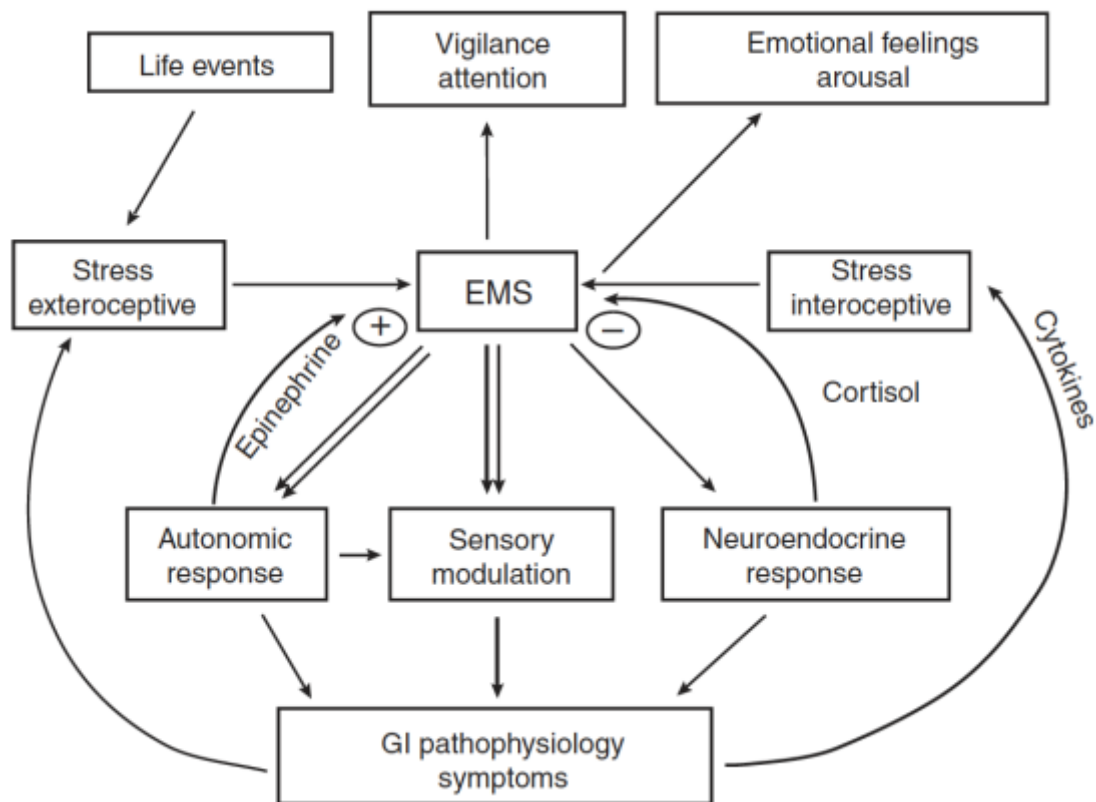 Life events
Vigilance
attention
Emotional feelings
arousal
Stress
exteroceptive
EMS
Stress
interoceptive
+
−
Epinephrine
Cortisol
Cytokines
Autonomic
response
Sensory
modulation
Neuroendocrine
response
GI pathophysiology
symptoms